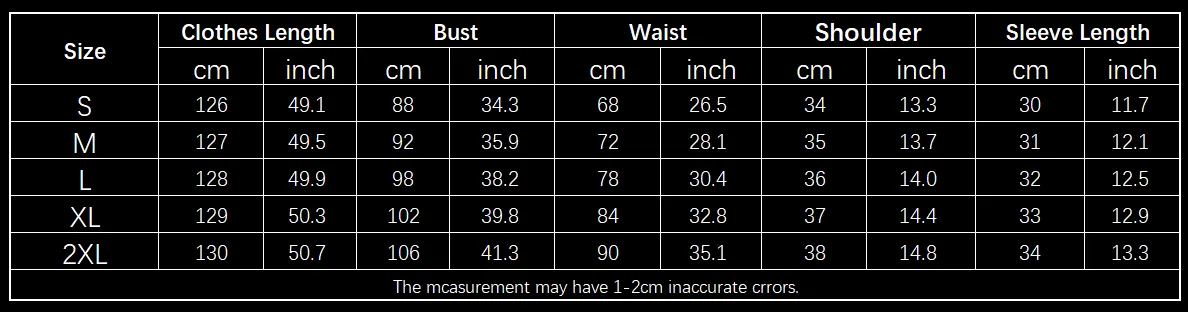 Size Clothes Length Bust Waist Shoulder Sleeve Length
cm inch cm inch cm inch cm inch cm inch
S 126 49.1 88 34.3 68 26.5 34 13.3 30 11.7
M 127 49.5 92 35.9 72 28.1 35 13.7 31 12.1
L 128 49.9 98 38.2 78 30.4 36 14.0 32 12.5
XL 129 50.3 102 39.8 84 32.8 37 14.4 33 12.9
2XL 130 50.7 106 41.3 90 35.1 38 14.8 34 13.3
The mcasurement may have 1-2cm inaccurate crrors.